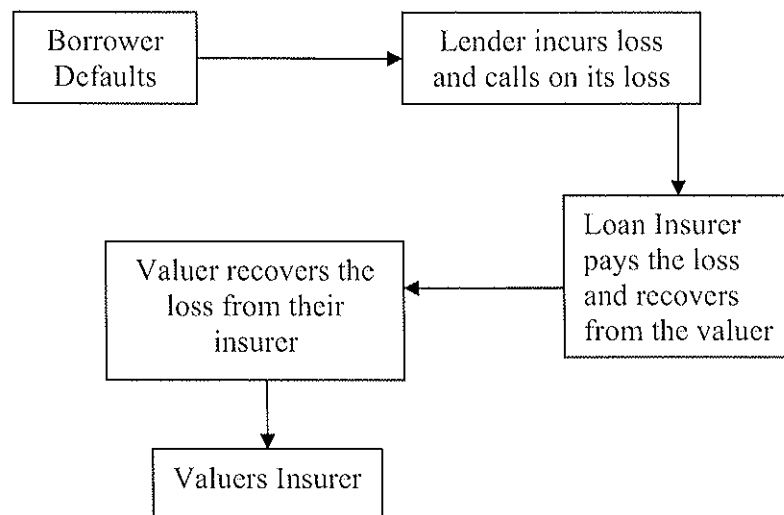 Borrower
Defaults
Lender incurs loss
and calls on its loss
Loan Insurer
pays the loss
and recovers
from the valuer
Valuer recovers the
loss from their
insurer
Valuers Insurer